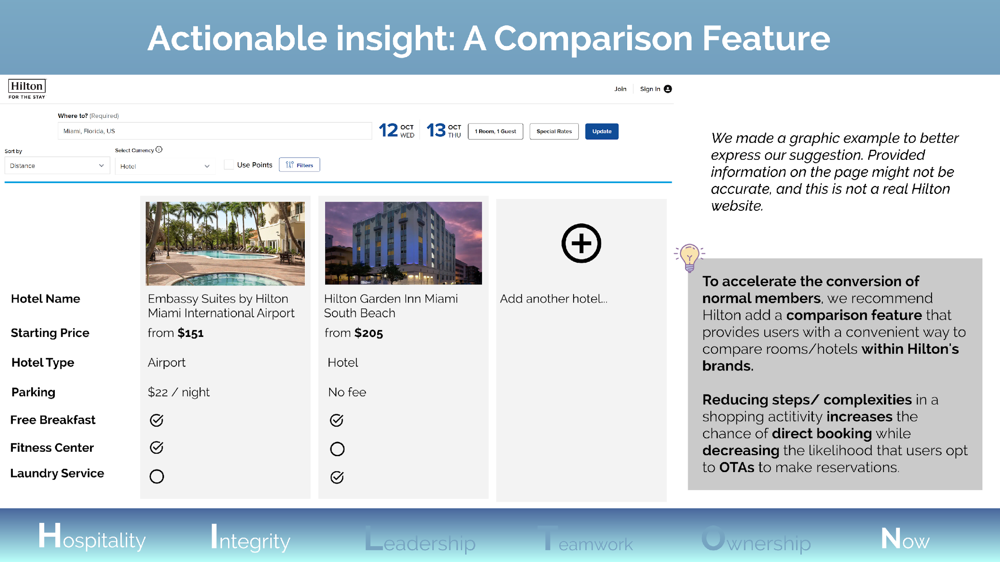 Actionable insight: A Comparison Feature
Hilton
FOR THE STAY
Join
Sign In
Where to? (Required)
Miami, Florida, US
12 OCT WED
13 OCT THU
1 Room, 1 Guest
Special Rates
Update
Sort by
Distance
Select Currency
Hotel
Use Points
Filters
We made a graphic example to better
express our suggestion. Provided
information on the page might not be
accurate, and this is not a real Hilton
website.
Hotel Name
Embassy Suites by Hilton
Miami International Airport
Hilton Garden Inn Miami
South Beach
Add another hotel...
Starting Price
from $151
from $205
Hotel Type
Airport
Hotel
Parking
$22 / night
No fee
Free Breakfast
Fitness Center
Laundry Service
To accelerate the conversion of
normal members, we recommend
Hilton add a comparison feature that
provides users with a convenient way to
compare rooms/hotels within Hilton's
brands.
Reducing steps/ complexities in a
shopping actitivity increases the
chance of direct booking while
decreasing the likelihood that users opt
to OTAs to make reservations.
Hospitality
Integrity
Leadership
Teamwork
Ownership
Now